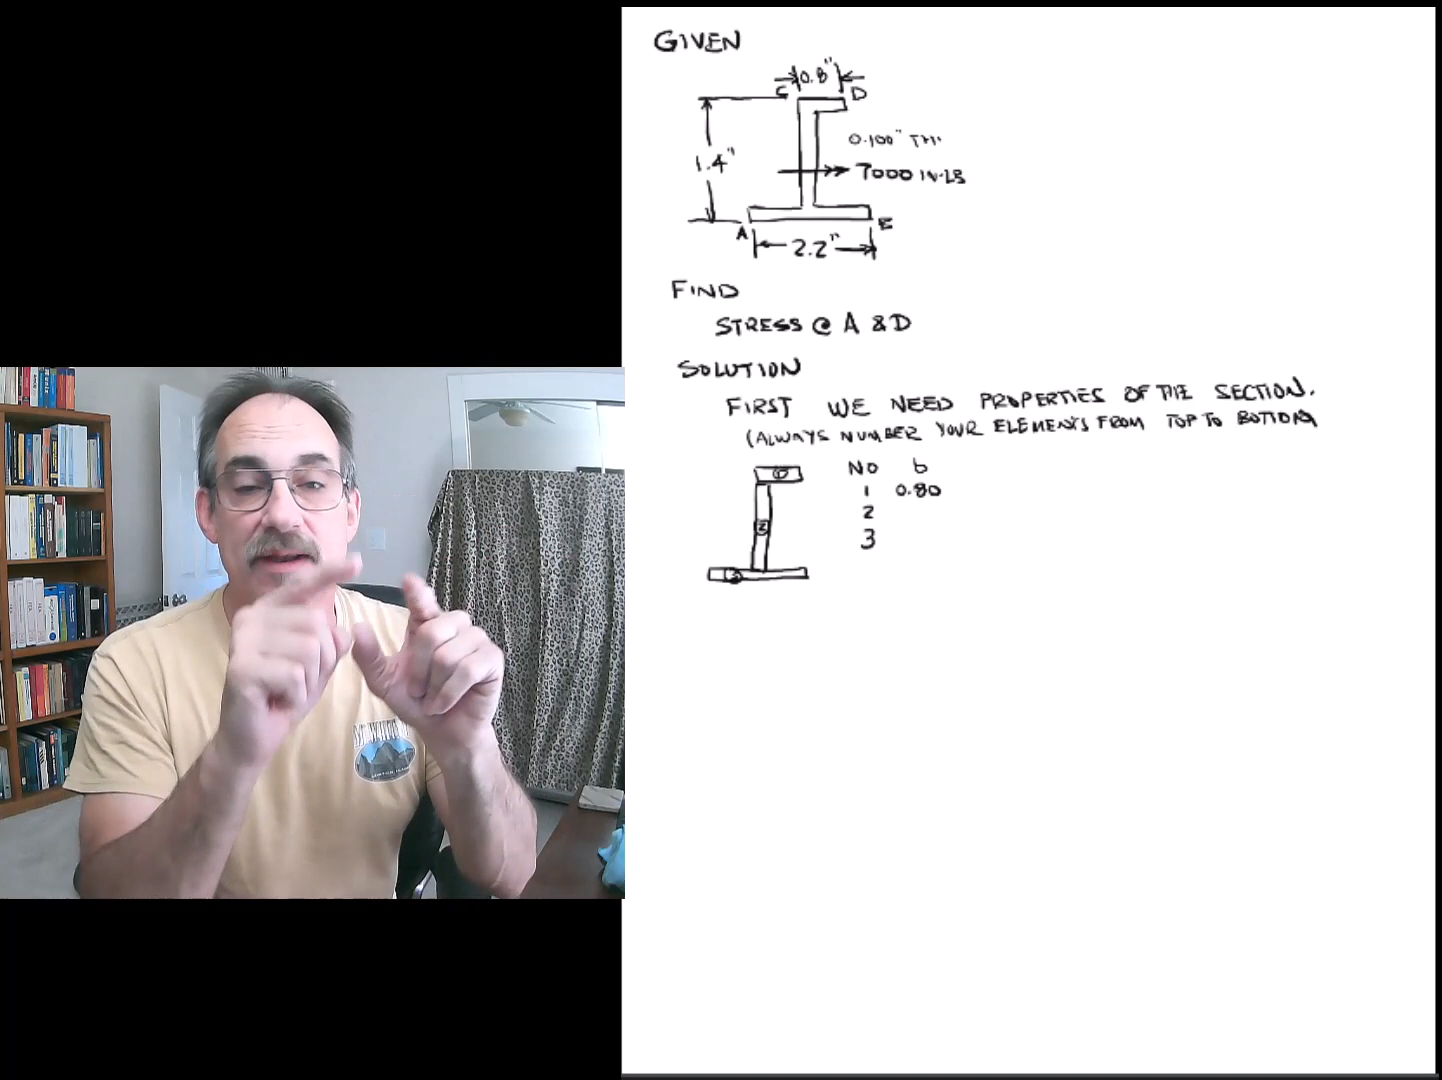 GIVEN
0.8"
C D
0.100"
1.4"
7000 IN-LB
A E
2.2"
FIND
STRESS @ A & D
SOLUTION
FIRST WE NEED PROPERTIES OF THE SECTION.
(ALWAYS NUMBER YOUR ELEMENTS FROM TOP TO BOTTOM)
NO b
1 0.80
2
3
1
2
3